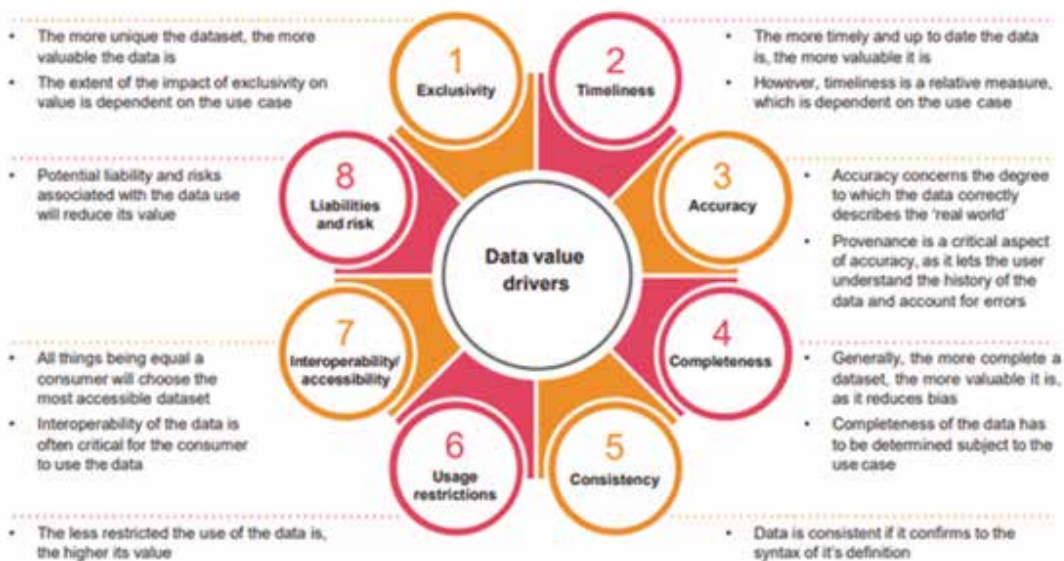 • The more unique the dataset, the more
valuable the data is
• The extent of the impact of exclusivity on
value is dependent on the use case
1
Exclusivity
2
Timeliness
• The more timely and up to date the data
is, the more valuable it is
• However, timeliness is a relative measure,
which is dependent on the use case
• Potential liability and risks
associated with the data use
will reduce its value
8
Liabilities
and risk
3
Accuracy
• Accuracy concerns the degree
to which the data correctly
describes the ‘real world’
• Provenance is a critical aspect
of accuracy, as it lets the user
understand the history of the
data and account for errors
Data value
drivers
• All things being equal a
consumer will choose the
most accessible dataset
• Interoperability of the data is
often critical for the consumer
to use the data
7
Interoperability/
accessibility
4
Completeness
• Generally, the more complete a
dataset, the more valuable it is,
as it reduces bias
• Completeness of the data has
to be determined subject to the
use case
6
Usage
restrictions
5
Consistency
• The less restricted the use of the data is,
the higher its value
• Data is consistent if it confirms to the
syntax of it's definition